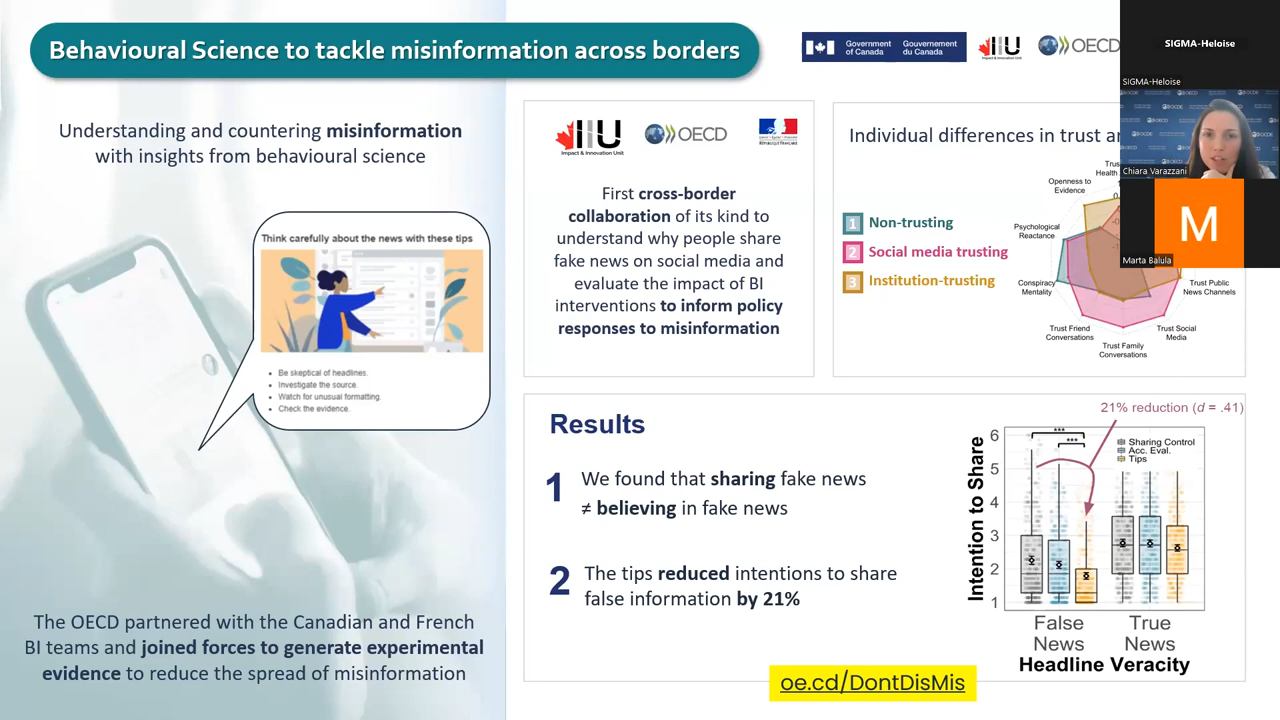 Behavioural Science to tackle misinformation across borders
Government
of Canada
Gouvernement
du Canada
IIU
Impact & Innovation Unit
OECD
SIGMA-Heloise
SIGMA-Heloise
Chiara Varazzani
M
Marta Balula
Understanding and countering misinformation
with insights from behavioural science
Think carefully about the news with these tips
Be skeptical of headlines.
Investigate the source.
Watch for unusual formatting.
Check the evidence.
The OECD partnered with the Canadian and French
BI teams and joined forces to generate experimental
evidence to reduce the spread of misinformation
IIU
Impact & Innovation Unit
OECD
First cross-border
collaboration of its kind to
understand why people share
fake news on social media and
evaluate the impact of BI
interventions to inform policy
responses to misinformation
Individual differences in trust
1 Non-trusting
2 Social media trusting
3 Institution-trusting
Openness to
Evidence
Psychological
Reactance
Conspiracy
Mentality
Trust Friend
Conversations
Trust Family
Conversations
Trust Social
Media
Trust Public
News Channels
Results
1 We found that sharing fake news
≠ believing in fake news
2 The tips reduced intentions to share
false information by 21%
21% reduction (d = .41)
Intention to Share
6
5
4
3
2
1
***
***
Sharing Control
Acc. Eval.
Tips
False
News
True
News
Headline Veracity
oe.cd/DontDisMis